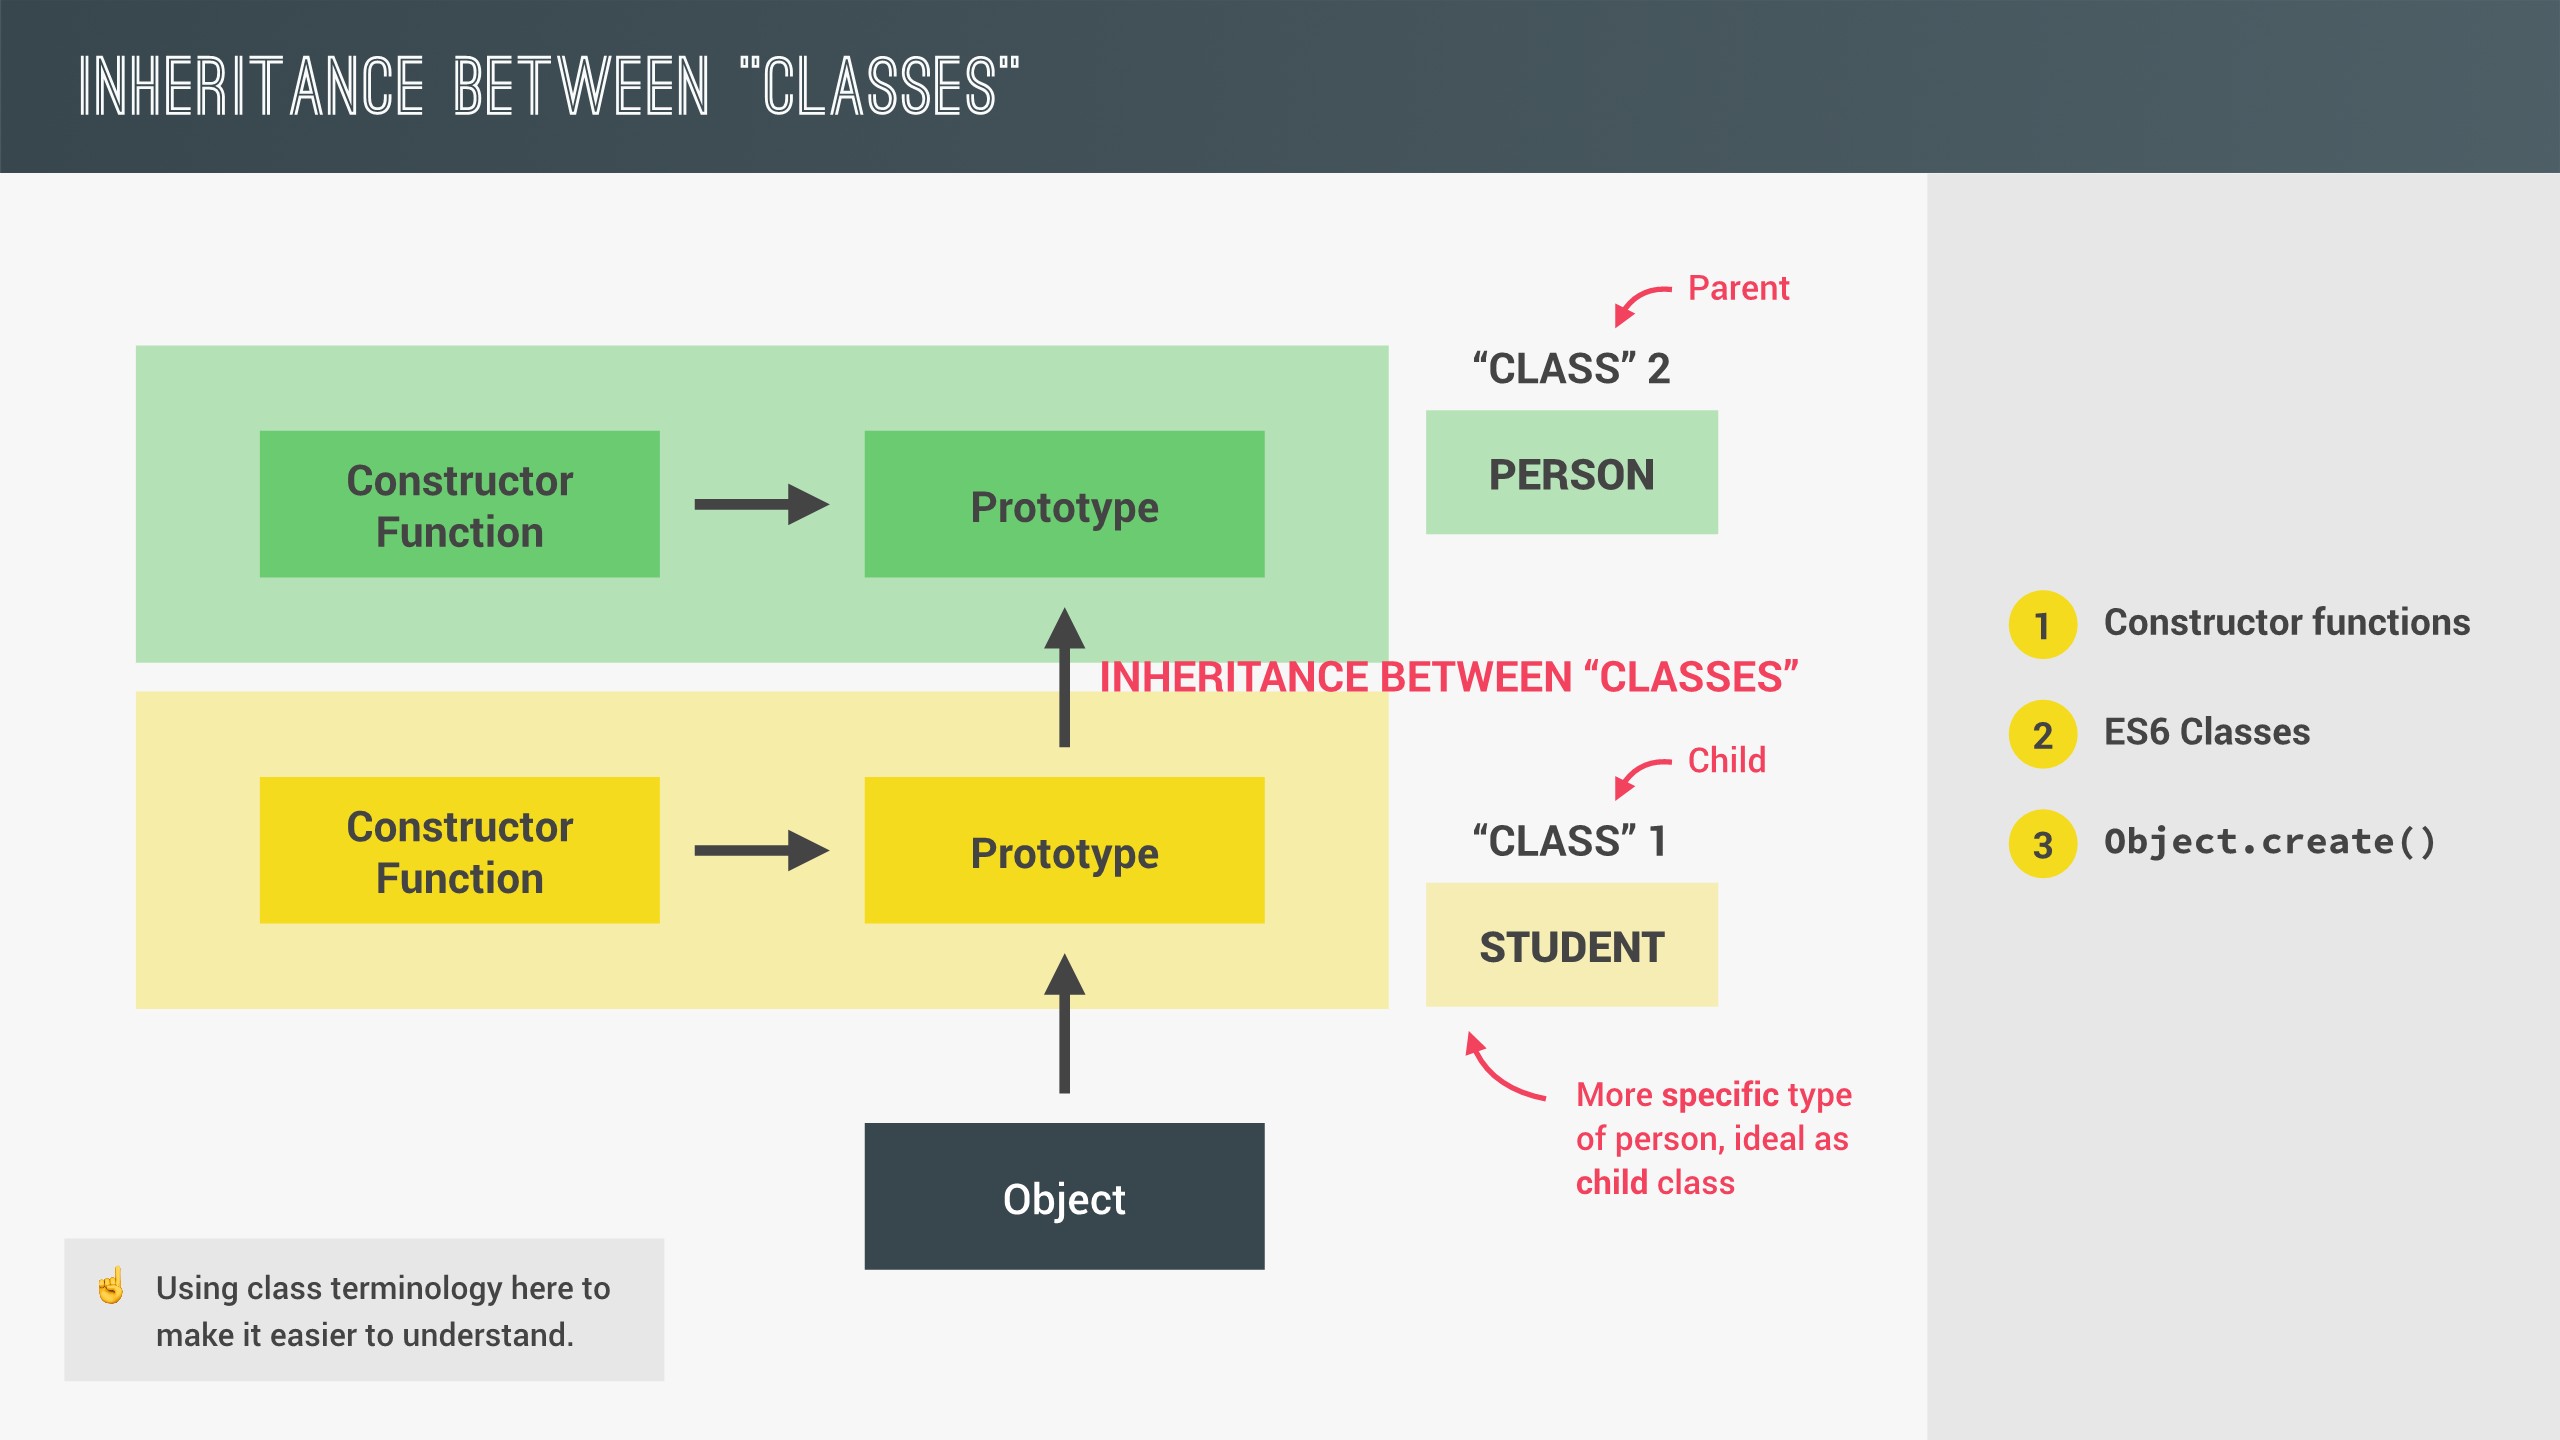 INHERITANCE BETWEEN "CLASSES"
Parent
“CLASS” 2
Constructor
Function
Prototype
PERSON
INHERITANCE BETWEEN “CLASSES”
Child
“CLASS” 1
Constructor
Function
Prototype
STUDENT
More specific type
of person, ideal as
child class
Object
☝ Using class terminology here to
make it easier to understand.
1 Constructor functions
2 ES6 Classes
3 Object.create()